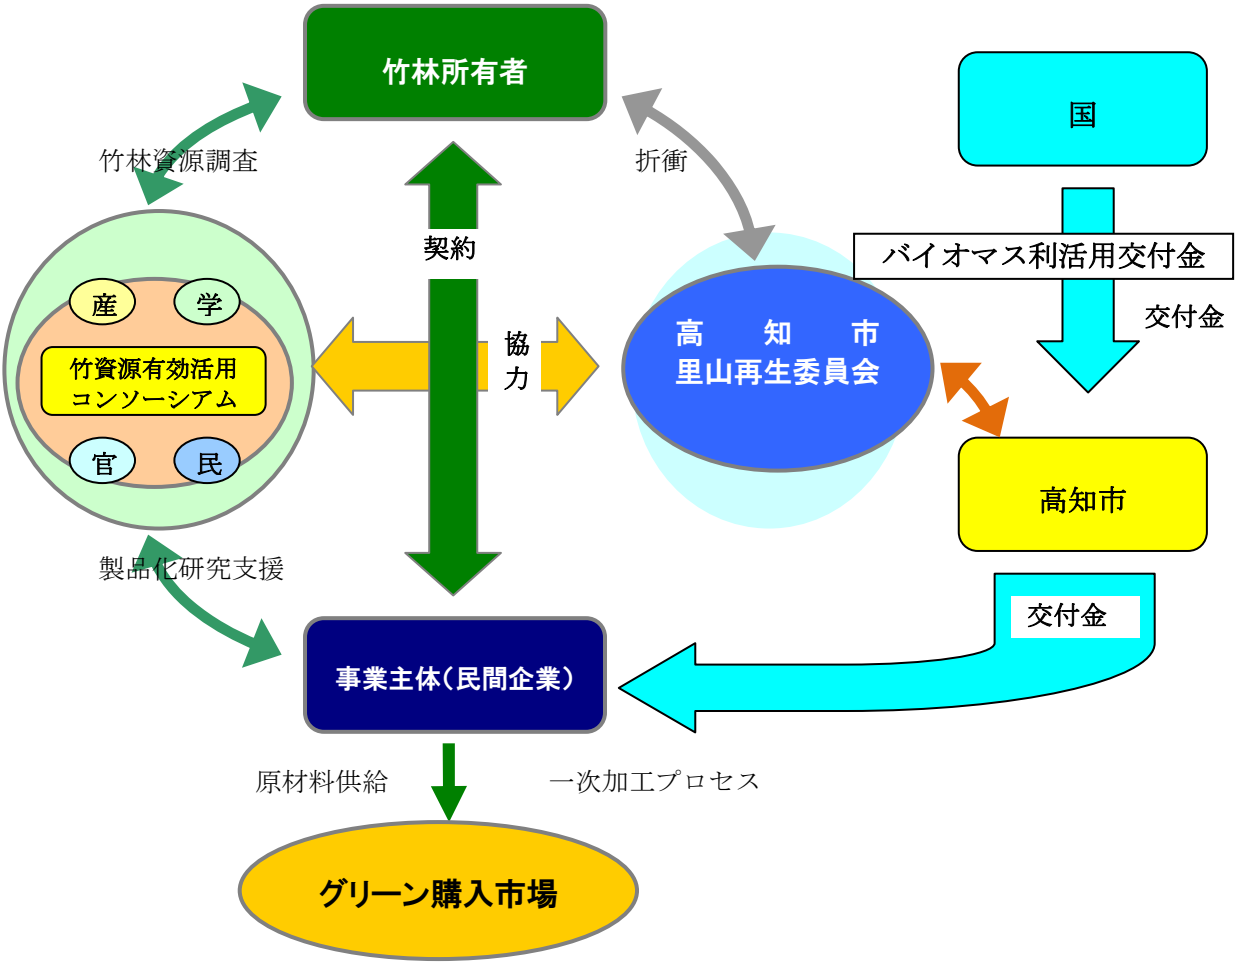 竹林所有者
国
竹林資源調査
折衝
契約
バイオマス利活用交付金
交付金
産
学
竹資源有効活用
コンソーシアム
官
民
協
力
高知市
里山再生委員会
高知市
製品化研究支援
交付金
事業主体（民間企業）
原材料供給
一次加工プロセス
グリーン購入市場